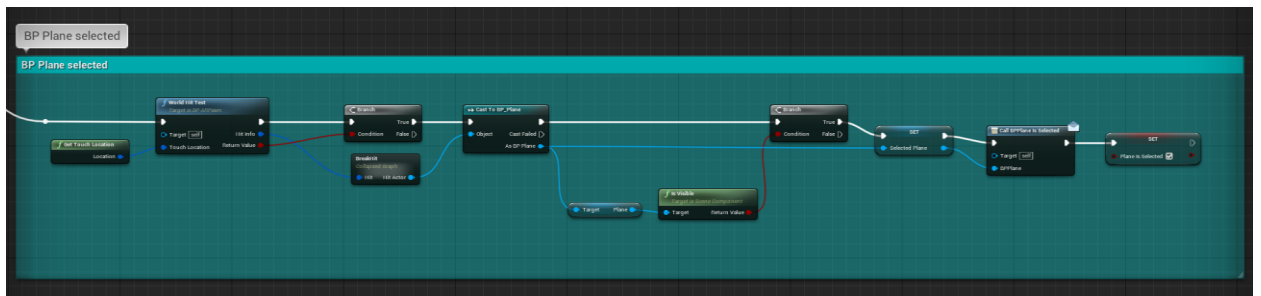 BP Plane selected
BP Plane selected
Get Touch Location
Location
World Hit Test
Target is BP ARPawn
Target self
Hit Info
Touch Location
Return Value
Branch
True
Condition
False
BreakHit
Collapsed Graph
Hit
Hit Actor
Cast To BP_Plane
Object
Cast Failed
As BP Plane
Target
Plane
Is Visible
Target is Scene Component
Target
Return Value
Branch
True
Condition
False
SET
Selected Plane
Call BPPlane Is Selected
Target self
BPPlane
SET
Plane Is Selected